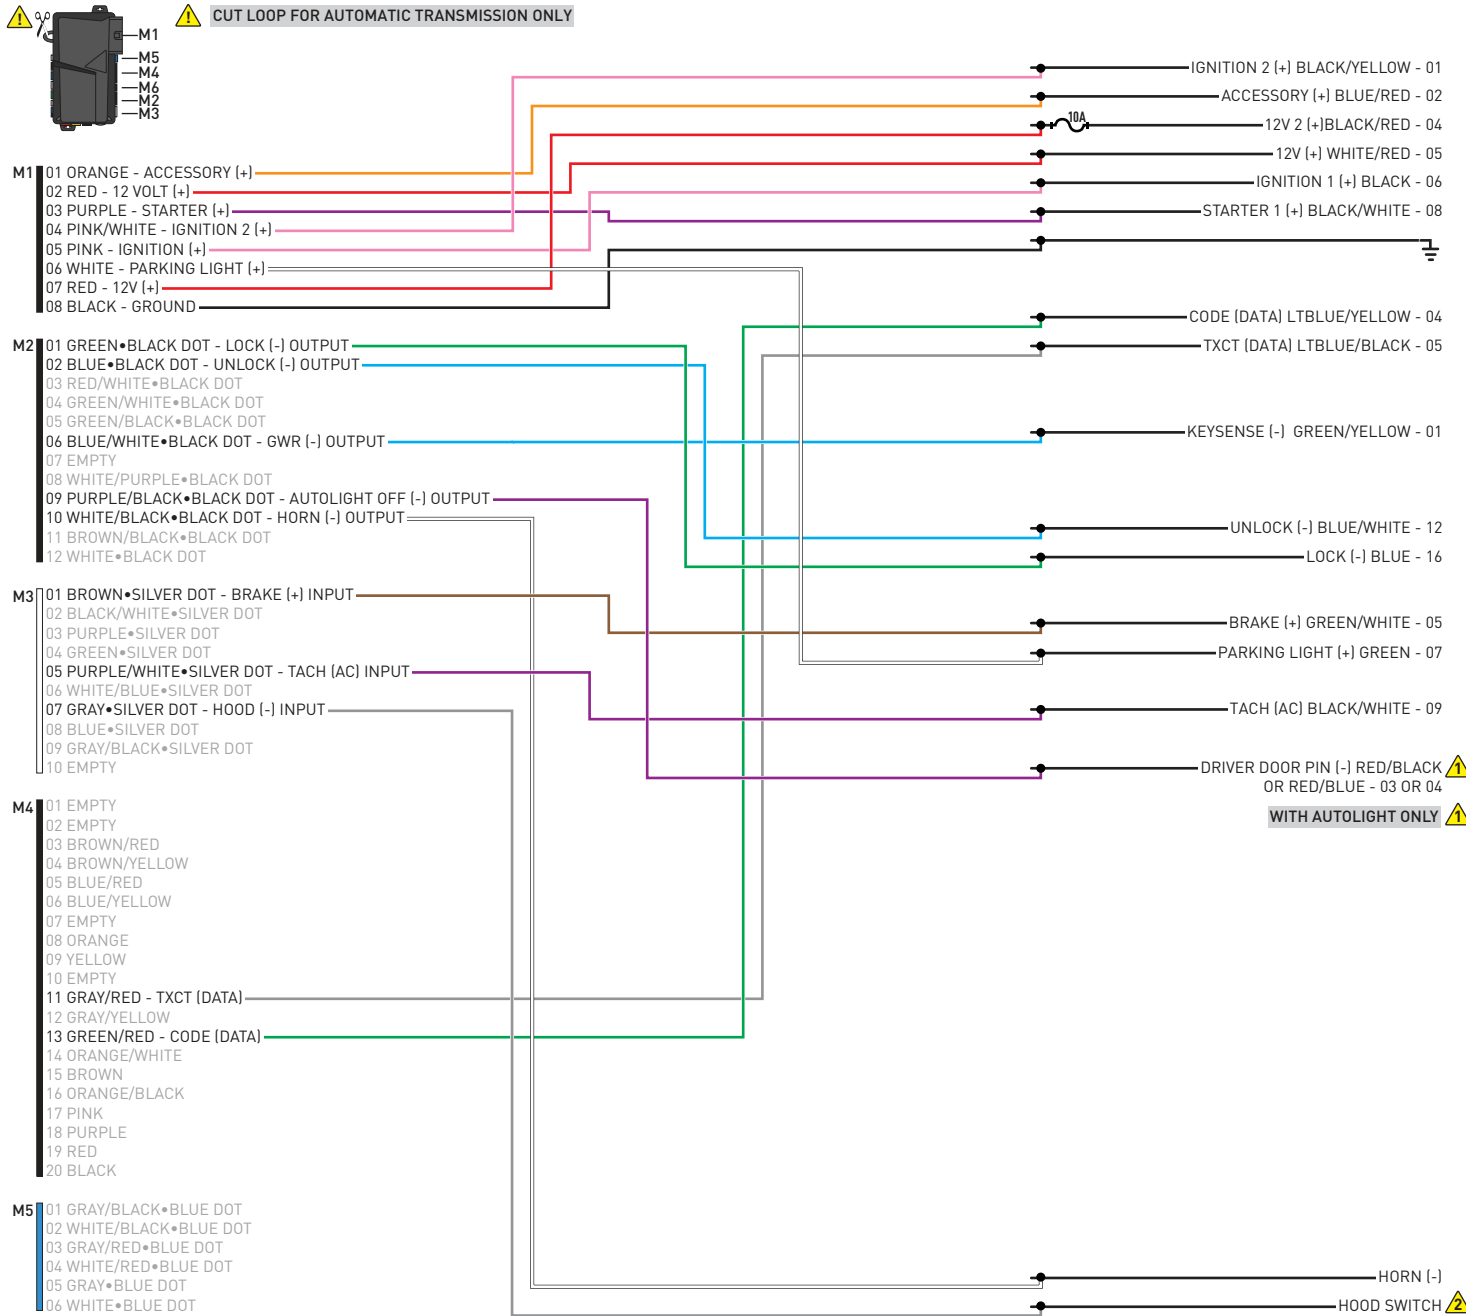 CUT LOOP FOR AUTOMATIC TRANSMISSION ONLY
M1
M5
M4
M6
M2
M3
M1
01 ORANGE - ACCESSORY (+)
02 RED - 12 VOLT (+)
03 PURPLE - STARTER (+)
04 PINK/WHITE - IGNITION 2 (+)
05 PINK - IGNITION (+)
06 WHITE - PARKING LIGHT (+)
07 RED - 12V (+)
08 BLACK - GROUND
M2
01 GREEN•BLACK DOT - LOCK (-) OUTPUT
02 BLUE•BLACK DOT - UNLOCK (-) OUTPUT
03 RED/WHITE•BLACK DOT
04 GREEN/WHITE•BLACK DOT
05 GREEN/BLACK•BLACK DOT
06 BLUE/WHITE•BLACK DOT - GWR (-) OUTPUT
07 EMPTY
08 WHITE/PURPLE•BLACK DOT
09 PURPLE/BLACK•BLACK DOT - AUTOLIGHT OFF (-) OUTPUT
10 WHITE/BLACK•BLACK DOT - HORN (-) OUTPUT
11 BROWN/BLACK•BLACK DOT
12 WHITE•BLACK DOT
M3
01 BROWN•SILVER DOT - BRAKE (+) INPUT
02 BLACK/WHITE•SILVER DOT
03 PURPLE•SILVER DOT
04 GREEN•SILVER DOT
05 PURPLE/WHITE•SILVER DOT - TACH (AC) INPUT
06 WHITE/BLUE•SILVER DOT
07 GRAY•SILVER DOT - HOOD (-) INPUT
08 BLUE•SILVER DOT
09 GRAY/BLACK•SILVER DOT
10 EMPTY
M4
01 EMPTY
02 EMPTY
03 BROWN/RED
04 BROWN/YELLOW
05 BLUE/RED
06 BLUE/YELLOW
07 EMPTY
08 ORANGE
09 YELLOW
10 EMPTY
11 GRAY/RED - TXCT (DATA)
12 GRAY/YELLOW
13 GREEN/RED - CODE (DATA)
14 ORANGE/WHITE
15 BROWN
16 ORANGE/BLACK
17 PINK
18 PURPLE
19 RED
20 BLACK
M5
01 GRAY/BLACK•BLUE DOT
02 WHITE/BLACK•BLUE DOT
03 GRAY/RED•BLUE DOT
04 WHITE/RED•BLUE DOT
05 GRAY•BLUE DOT
06 WHITE•BLUE DOT
IGNITION 2 (+) BLACK/YELLOW - 01
ACCESSORY (+) BLUE/RED - 02
10A
12V 2 (+)BLACK/RED - 04
12V (+) WHITE/RED - 05
IGNITION 1 (+) BLACK - 06
STARTER 1 (+) BLACK/WHITE - 08
CODE (DATA) LTBLUE/YELLOW - 04
TXCT (DATA) LTBLUE/BLACK - 05
KEYSENSE (-) GREEN/YELLOW - 01
UNLOCK (-) BLUE/WHITE - 12
LOCK (-) BLUE - 16
BRAKE (+) GREEN/WHITE - 05
PARKING LIGHT (+) GREEN - 07
TACH (AC) BLACK/WHITE - 09
DRIVER DOOR PIN (-) RED/BLACK 1
OR RED/BLUE - 03 OR 04
WITH AUTOLIGHT ONLY 1
HORN (-)
HOOD SWITCH 2